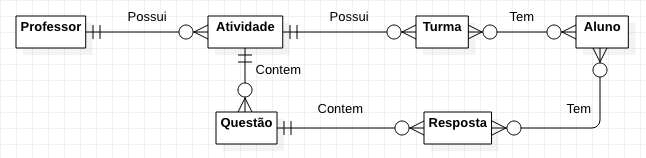 Possui
Possui
Tem
Professor
Atividade
Turma
Aluno
Contem
Contem
Tem
Questão
Resposta